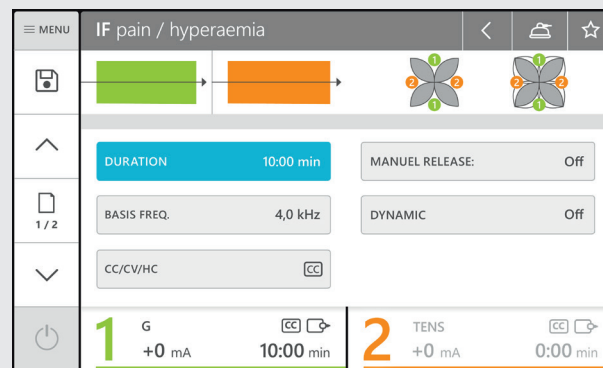 MENU
IF pain / hyperaemia
1
2 2
1
1
2 2
1
DURATION 10:00 min
MANUEL RELEASE: Off
1 / 2
BASIS FREQ. 4,0 kHz
DYNAMIC Off
CC/CV/HC CC
1 G CC
+0 mA 10:00 min
2 TENS CC
+0 mA 0:00 min